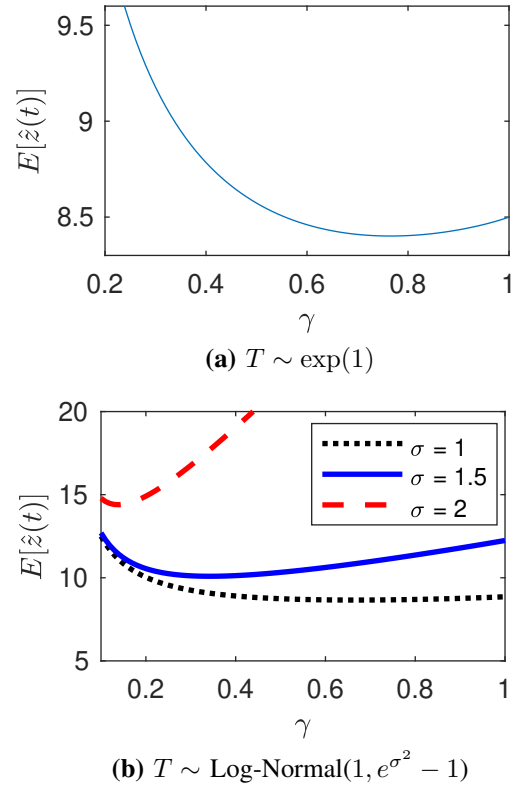 9.5
9
8.5
E[ẑ(t)]
0.2 0.4 0.6 0.8 1
γ
(a) T ∼ exp(1)
20
15
10
5
E[ẑ(t)]
σ = 1
σ = 1.5
σ = 2
0.2 0.4 0.6 0.8 1
γ
(b) T ∼ Log-Normal(1, e^{σ²} − 1)